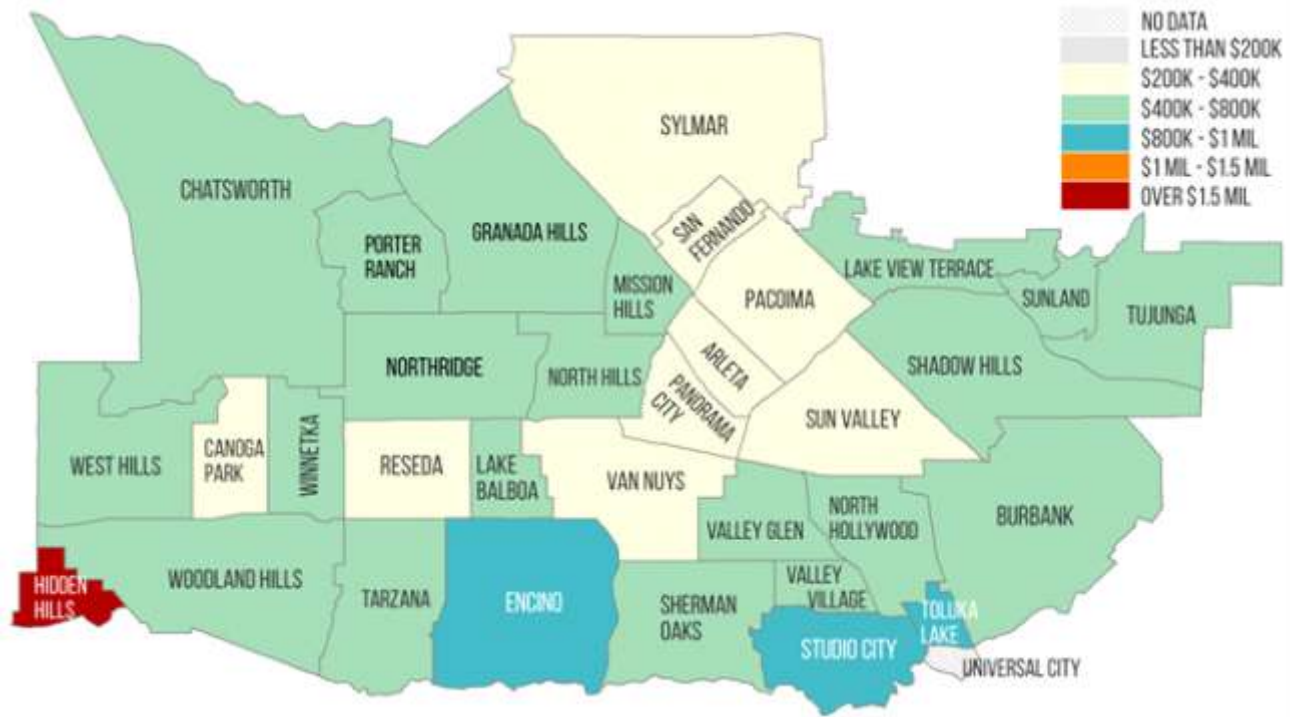 NO DATA
LESS THAN $200K
$200K - $400K
$400K - $800K
$800K - $1 MIL
$1 MIL - $1.5 MIL
OVER $1.5 MIL
SYLMAR
CHATSWORTH
SAN
FERNANDO
GRANADA HILLS
PORTER
RANCH
LAKE VIEW TERRACE
MISSION
HILLS
PACOIMA
SUNLAND
TUJUNGA
NORTHRIDGE
NORTH HILLS
ARLETA
SHADOW HILLS
PANORAMA
CITY
SUN VALLEY
WEST HILLS
CANOGA
PARK
WINNETKA
RESEDA
LAKE
BALBOA
VAN NUYS
VALLEY GLEN
NORTH
HOLLYWOOD
BURBANK
HIDDEN
HILLS
WOODLAND HILLS
TARZANA
ENCINO
SHERMAN
OAKS
VALLEY
VILLAGE
TOLUKA
LAKE
STUDIO CITY
UNIVERSAL CITY